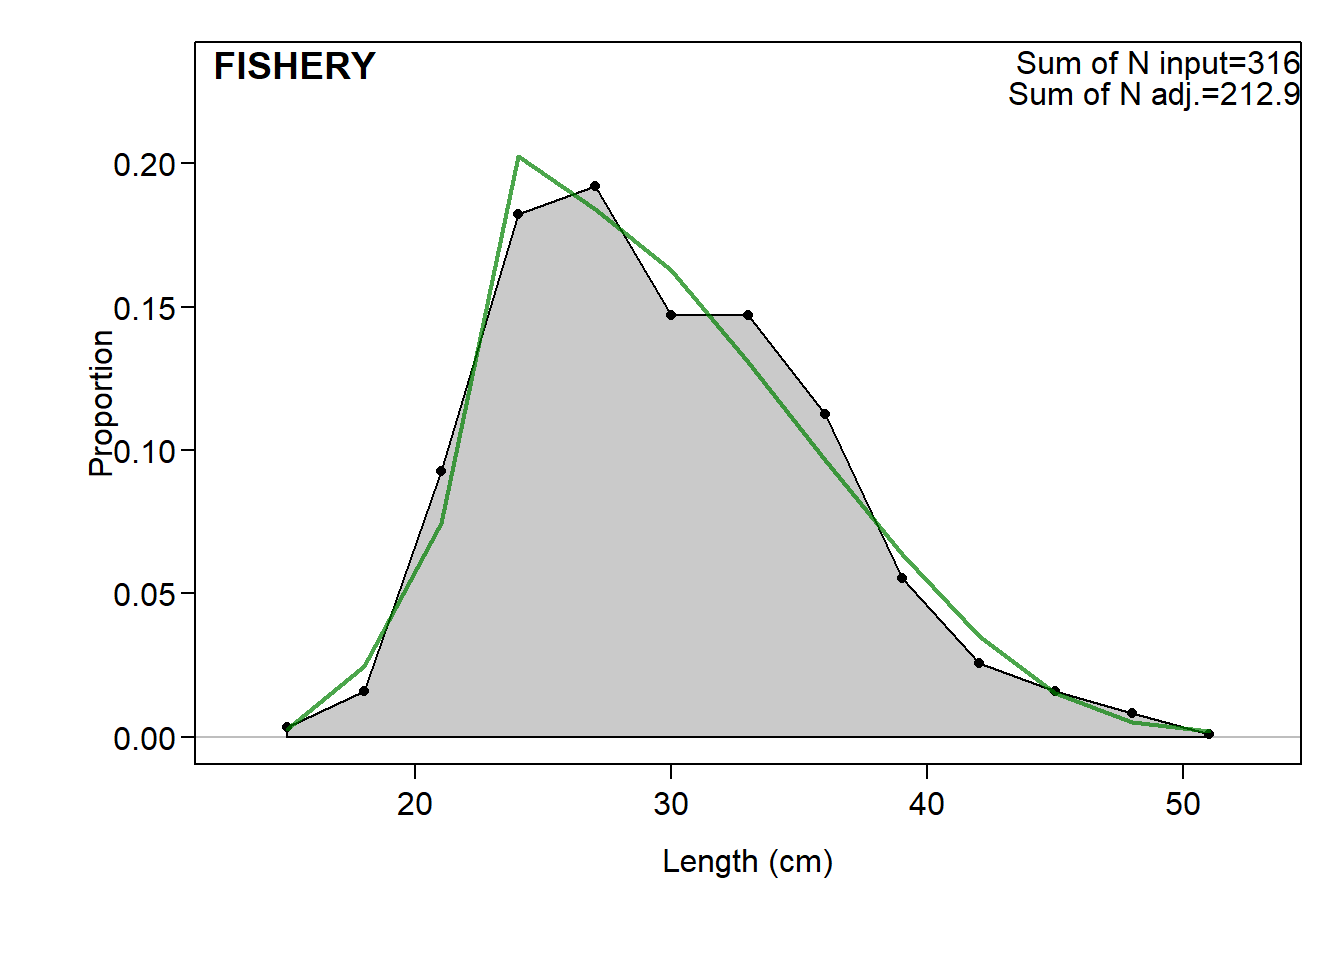 FISHERY
Sum of N input=316
Sum of N adj.=212.9
Proportion
0.20
0.15
0.10
0.05
0.00
20 30 40 50
Length (cm)